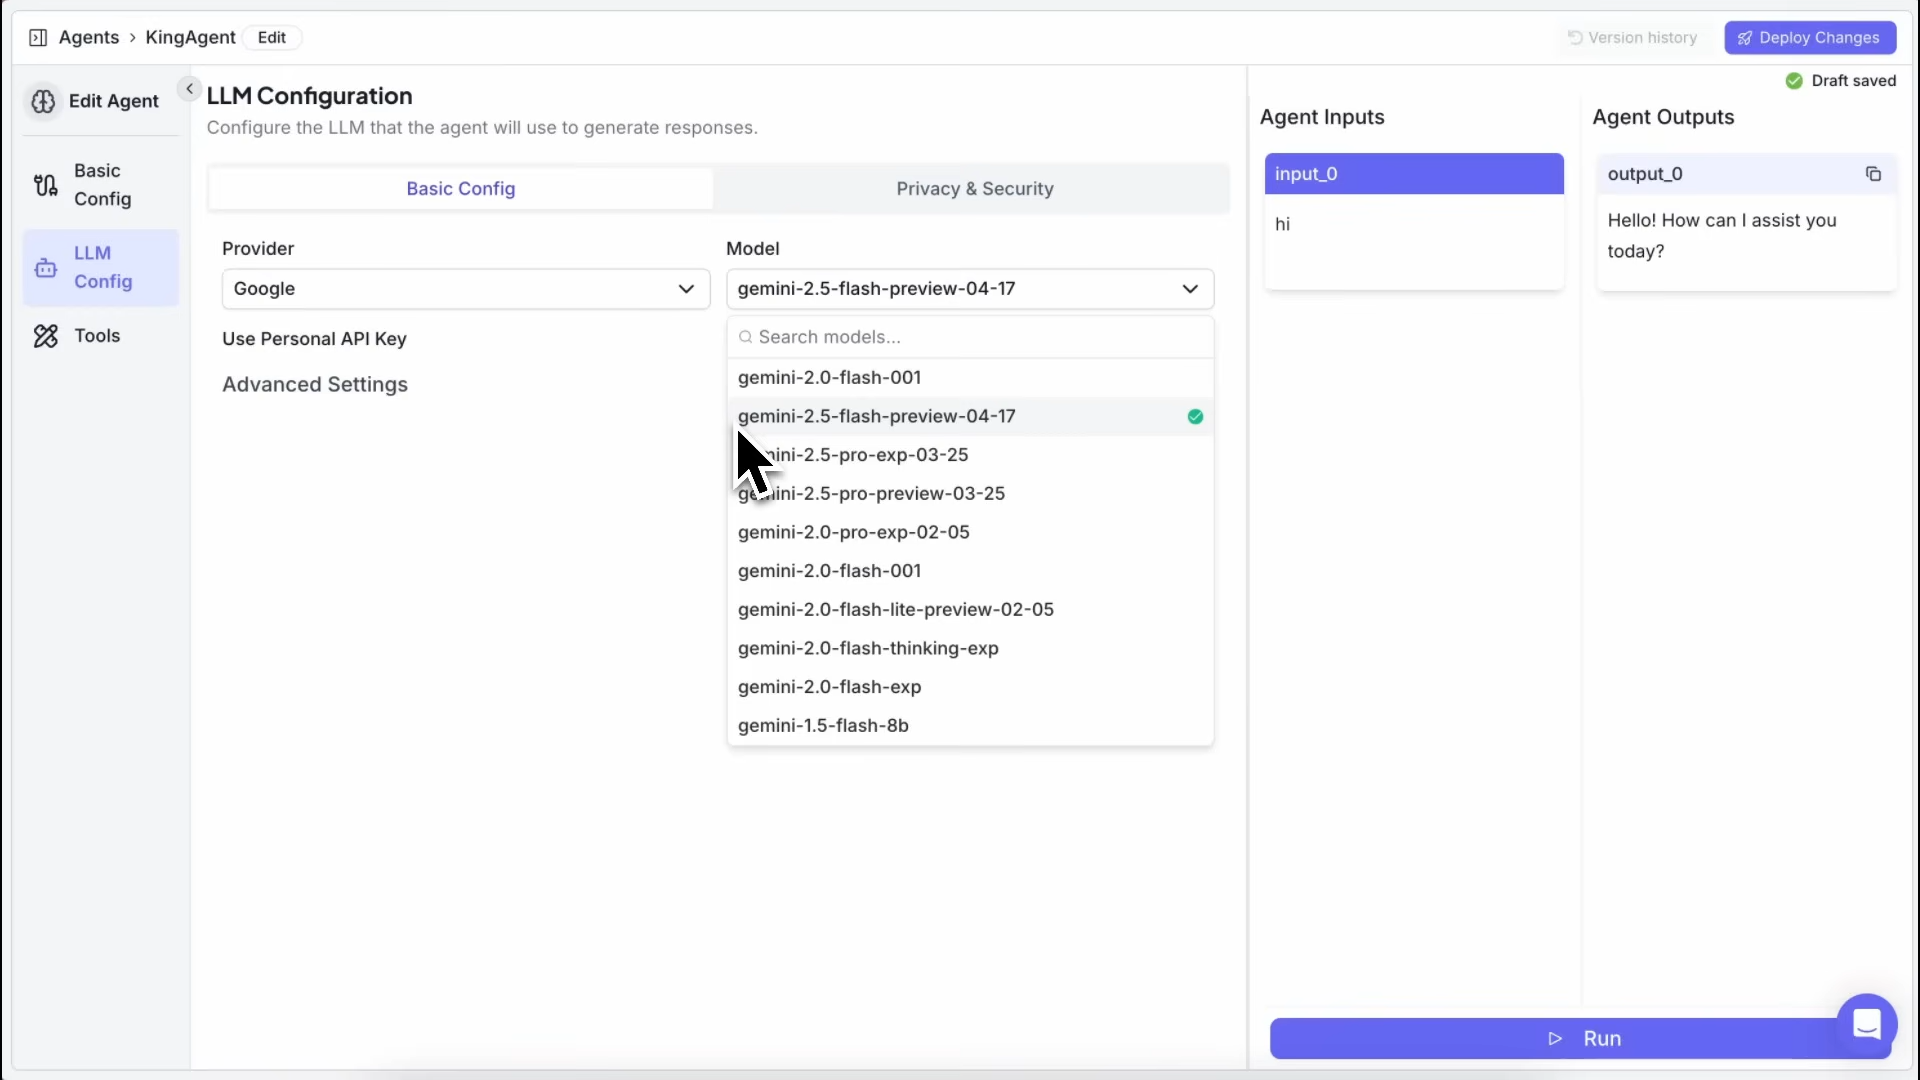 Agents > KingAgent Edit
Version history
Deploy Changes
Draft saved
Edit Agent
Basic
Config
LLM
Config
Tools
LLM Configuration
Configure the LLM that the agent will use to generate responses.
Basic Config
Privacy & Security
Provider
Google
Use Personal API Key
Advanced Settings
Model
gemini-2.5-flash-preview-04-17
Search models...
gemini-2.0-flash-001
gemini-2.5-flash-preview-04-17
ini-2.5-pro-exp-03-25
gemini-2.5-pro-preview-03-25
gemini-2.0-pro-exp-02-05
gemini-2.0-flash-001
gemini-2.0-flash-lite-preview-02-05
gemini-2.0-flash-thinking-exp
gemini-2.0-flash-exp
gemini-1.5-flash-8b
Agent Inputs
input_0
hi
Agent Outputs
output_0
Hello! How can I assist you
today?
Run